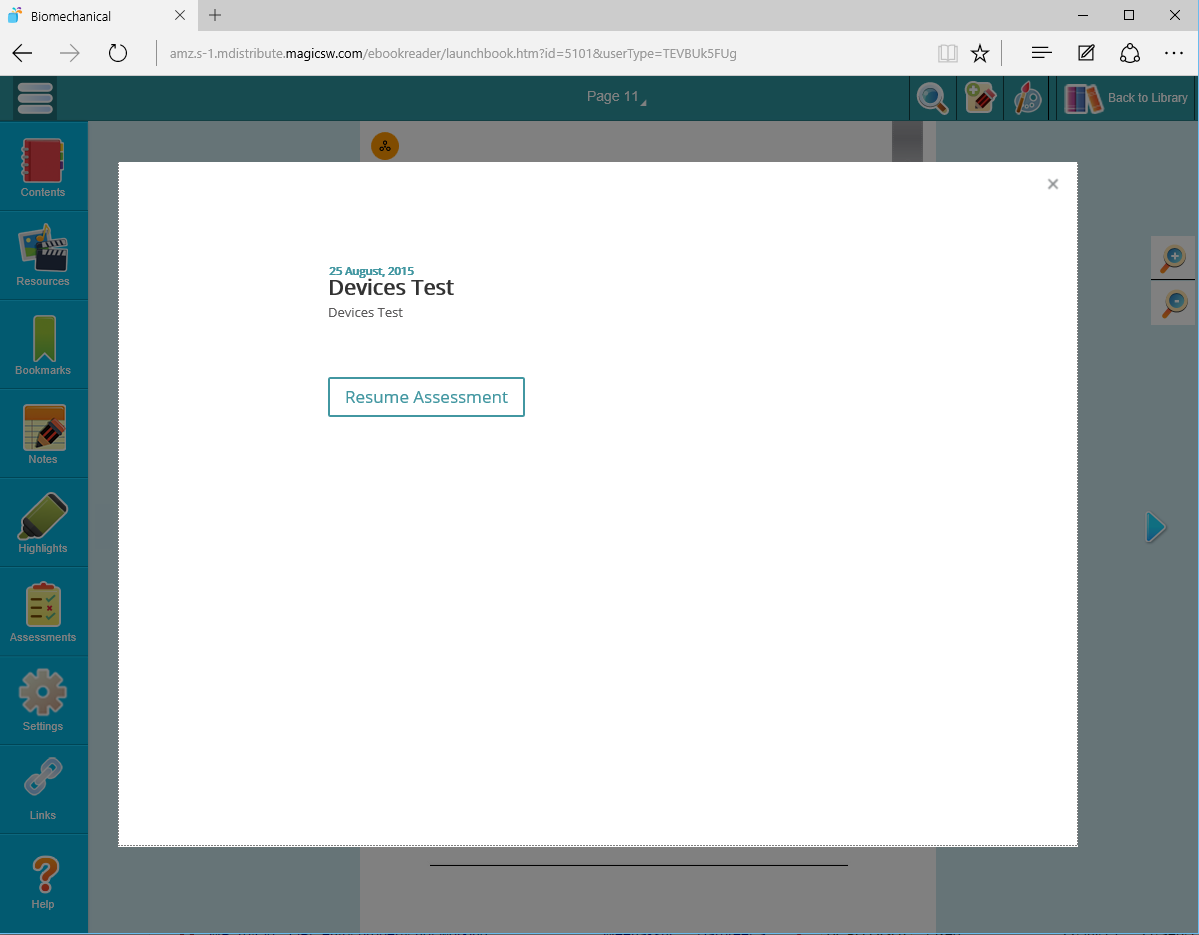 Biomechanical
amz.s-1.mdistribute.magicsw.com/ebookreader/launchbook.htm?id=5101&userType=TEVBUk5FUg
Page 11
Back to Library
Contents
Resources
Bookmarks
Notes
Highlights
Assessments
Settings
Links
Help
25 August, 2015
Devices Test
Devices Test
Resume Assessment